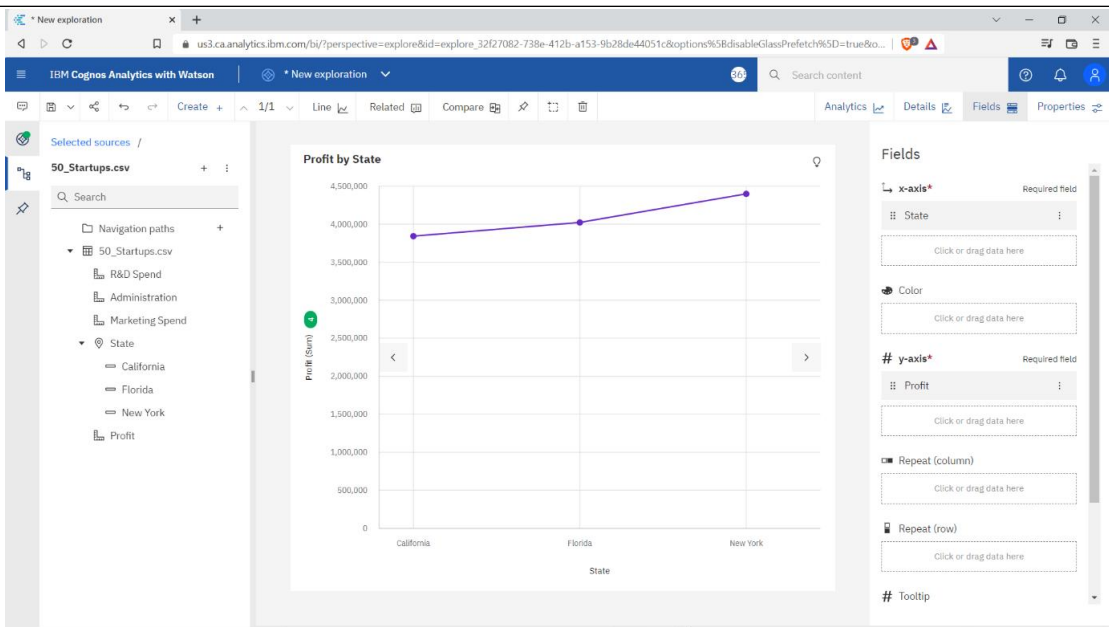 * New exploration
us3.ca.analytics.ibm.com/bi/?perspective=explore&id=explore_32f27082-738e-412b-a153-9b28de44051c&options%5BdisableGlassPrefetch%5D=true&o...
IBM Cognos Analytics with Watson
* New exploration
Search content
Create +
1/1
Line
Related
Compare
Analytics
Details
Fields
Properties
Selected sources /
50_Startups.csv
Search
Navigation paths
50_Startups.csv
R&D Spend
Administration
Marketing Spend
State
California
Florida
New York
Profit
Profit by State
4,500,000
4,000,000
3,500,000
3,000,000
2,500,000
2,000,000
1,500,000
1,000,000
500,000
0
Profit (Sum)
California
Florida
New York
State
Fields
x-axis* Required field
State
Click or drag data here
Color
Click or drag data here
y-axis* Required field
Profit
Click or drag data here
Repeat (column)
Click or drag data here
Repeat (row)
Click or drag data here
Tooltip